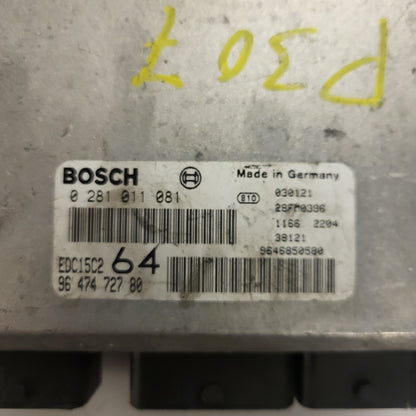 P307
BOSCH
Made in Germany
0 281 011 081
030121
28FF0396
1166 2204
38121
9646850580
EDC15C2 64
96 474 727 80